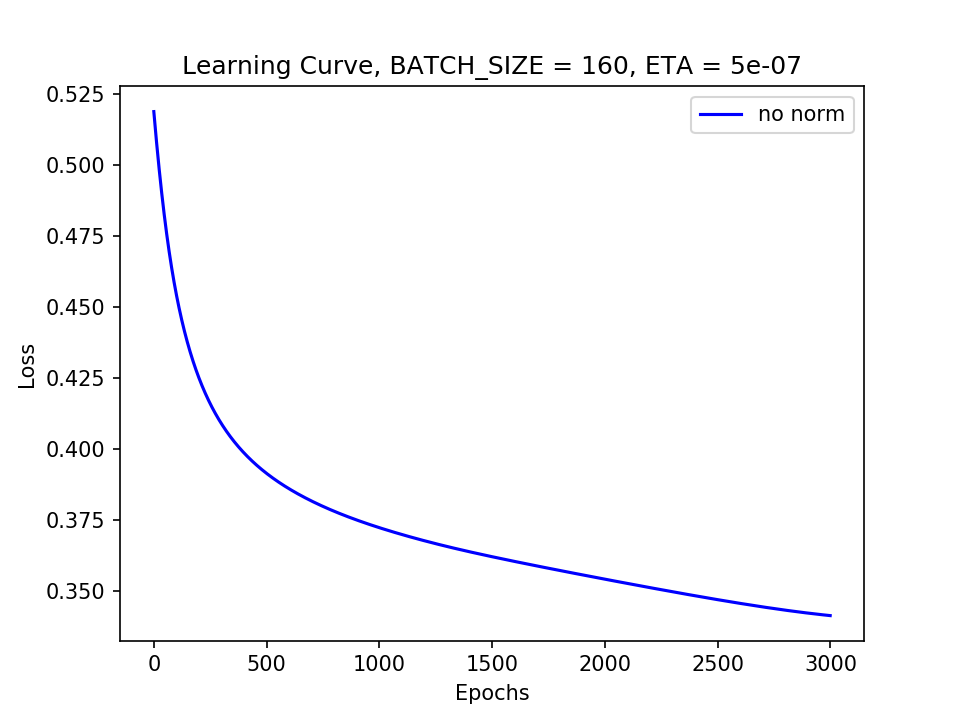 Learning Curve, BATCH_SIZE = 160, ETA = 5e-07
no norm
0.525
0.500
0.475
0.450
0.425
0.400
0.375
0.350
Loss
0 500 1000 1500 2000 2500 3000
Epochs